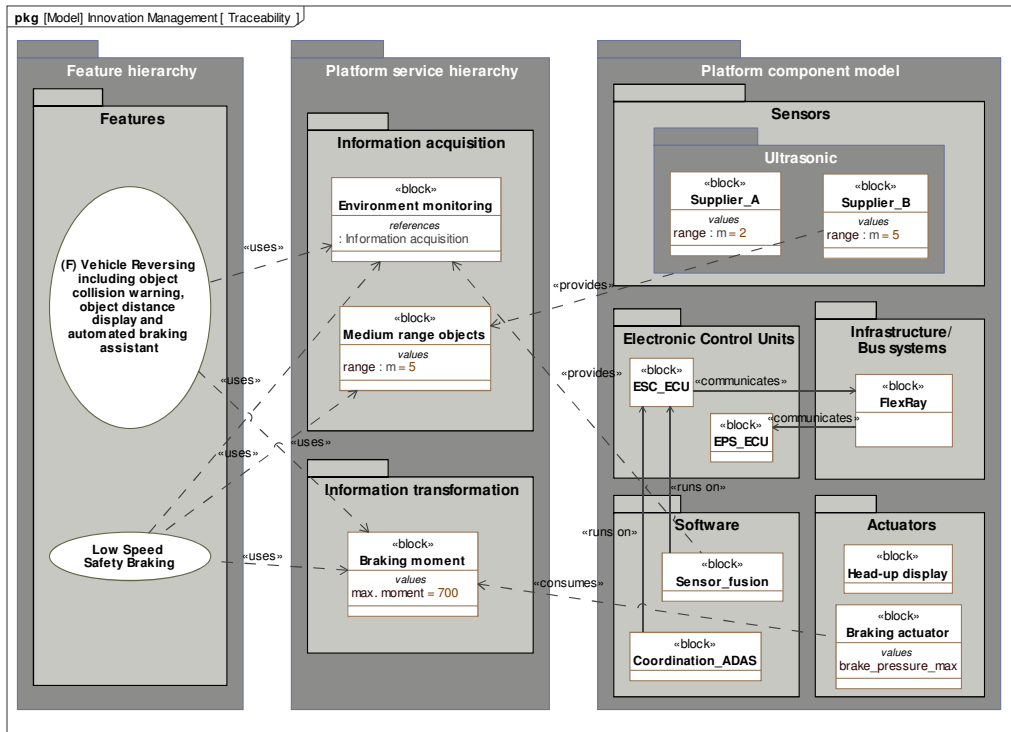 pkg [Model] Innovation Management [ Traceability ]
Feature hierarchy
Features
(F) Vehicle Reversing
including object
collision warning,
object distance
display and
automated braking
assistant
Low Speed
Safety Braking
«uses»
«uses»
«uses»
«uses»
«uses»
Platform service hierarchy
Information acquisition
«block»
Environment monitoring
references
: Information acquisition
«block»
Medium range objects
values
range : m = 5
Information transformation
«block»
Braking moment
values
max. moment = 700
«provides»
«provides»
«consumes»
Platform component model
Sensors
Ultrasonic
«block»
Supplier_A
values
range : m = 2
«block»
Supplier_B
values
range : m = 5
Electronic Control Units
«block»
ESC_ECU
«block»
EPS_ECU
«communicates»
«communicates»
Infrastructure/
Bus systems
«block»
FlexRay
«runs on»
«runs on»
Software
«block»
Sensor_fusion
«block»
Coordination_ADAS
Actuators
«block»
Head-up display
«block»
Braking actuator
values
brake_pressure_max